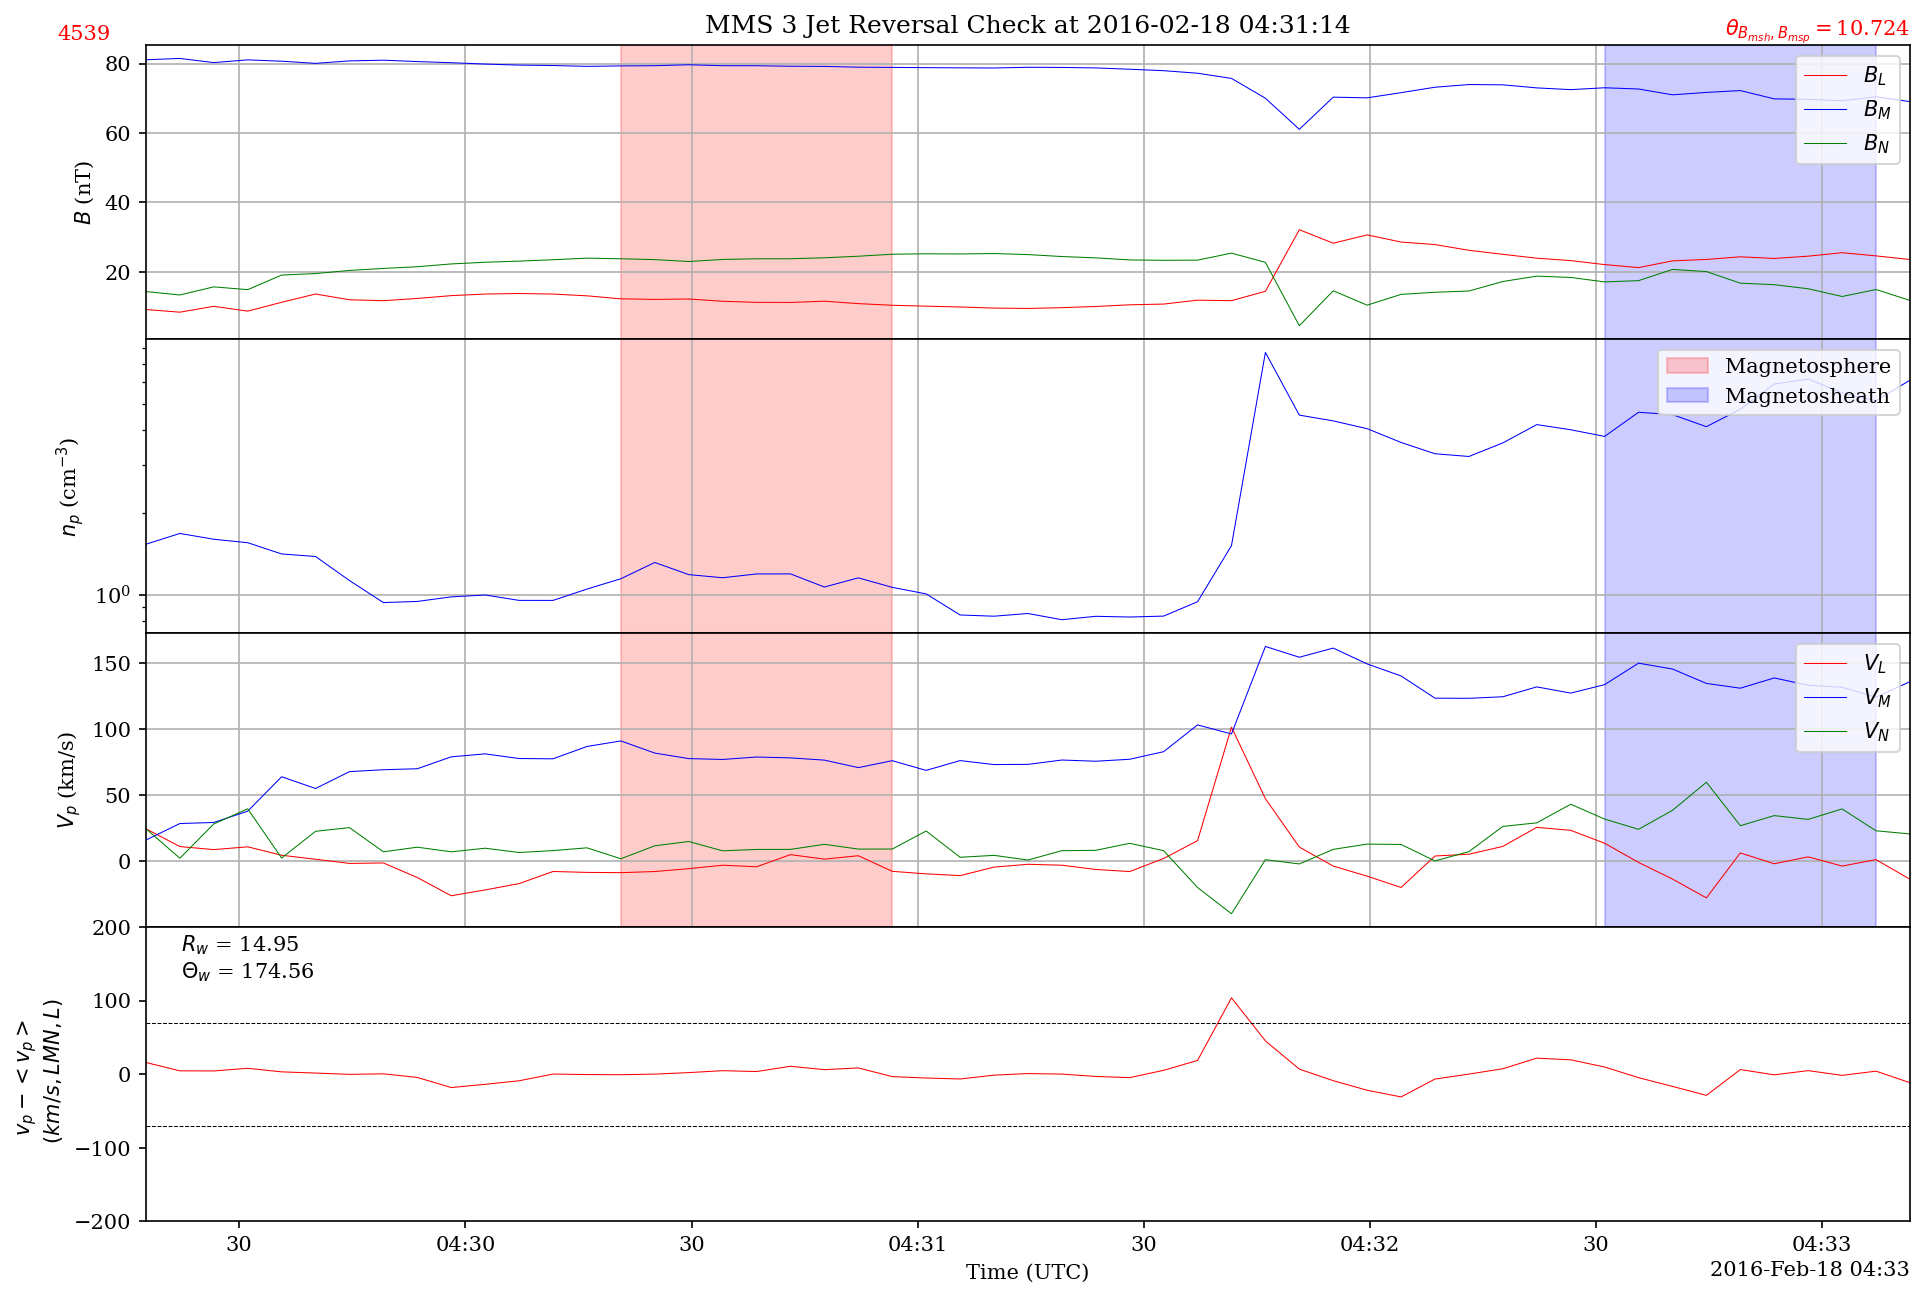 MMS 3 Jet Reversal Check at 2016-02-18 04:31:14
4539
θ_{B_{msh}, B_{msp}} = 10.724
80
60
40
20
B (nT)
B_L
B_M
B_N
10^0
n_p (cm^{−3})
Magnetosphere
Magnetosheath
150
100
50
0
V_p (km/s)
V_L
V_M
V_N
200
100
0
−100
−200
v_p − < v_p >
(km/s, LMN, L)
R_w = 14.95
Θ_w = 174.56
30 04:30 30 04:31 30 04:32 30 04:33
Time (UTC)
2016-Feb-18 04:33